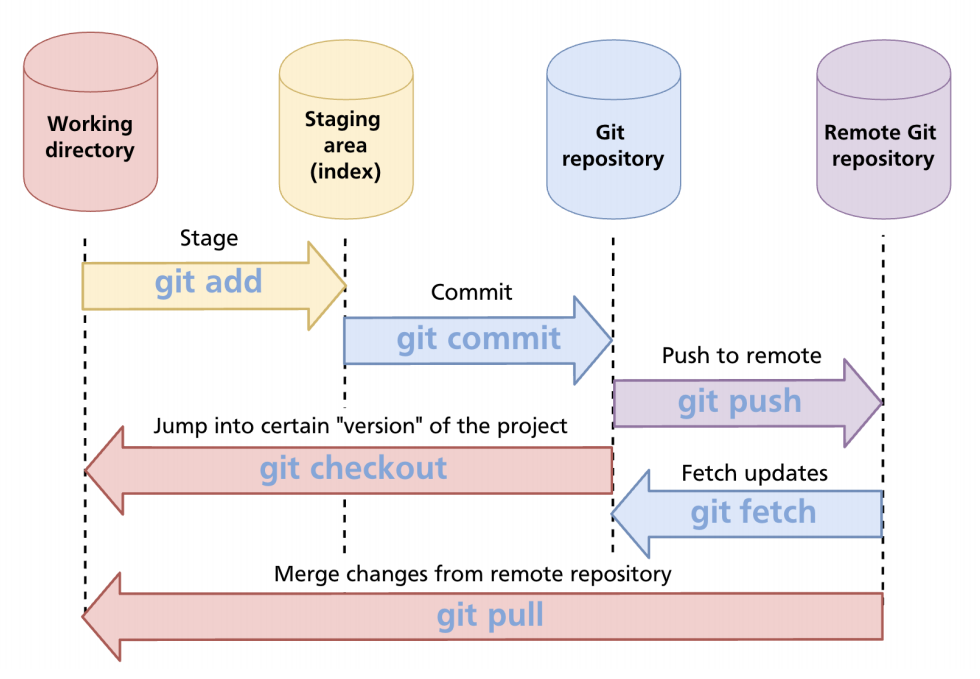 Working
directory
Staging
area
(index)
Git
repository
Remote Git
repository
Stage
git add
Commit
git commit
Push to remote
git push
Jump into certain "version" of the project
git checkout
Fetch updates
git fetch
Merge changes from remote repository
git pull